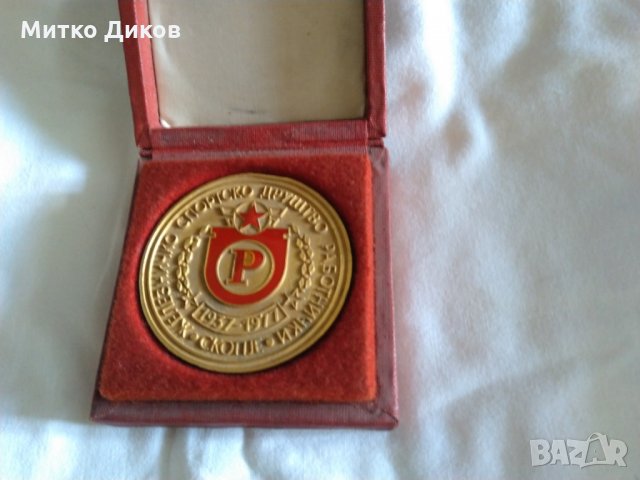 Митко Диков
СПОРТСКО ДРУШТВО РАБОТНИЧКИ
P
1937-1977
СКОПЈЕ
BAZAR